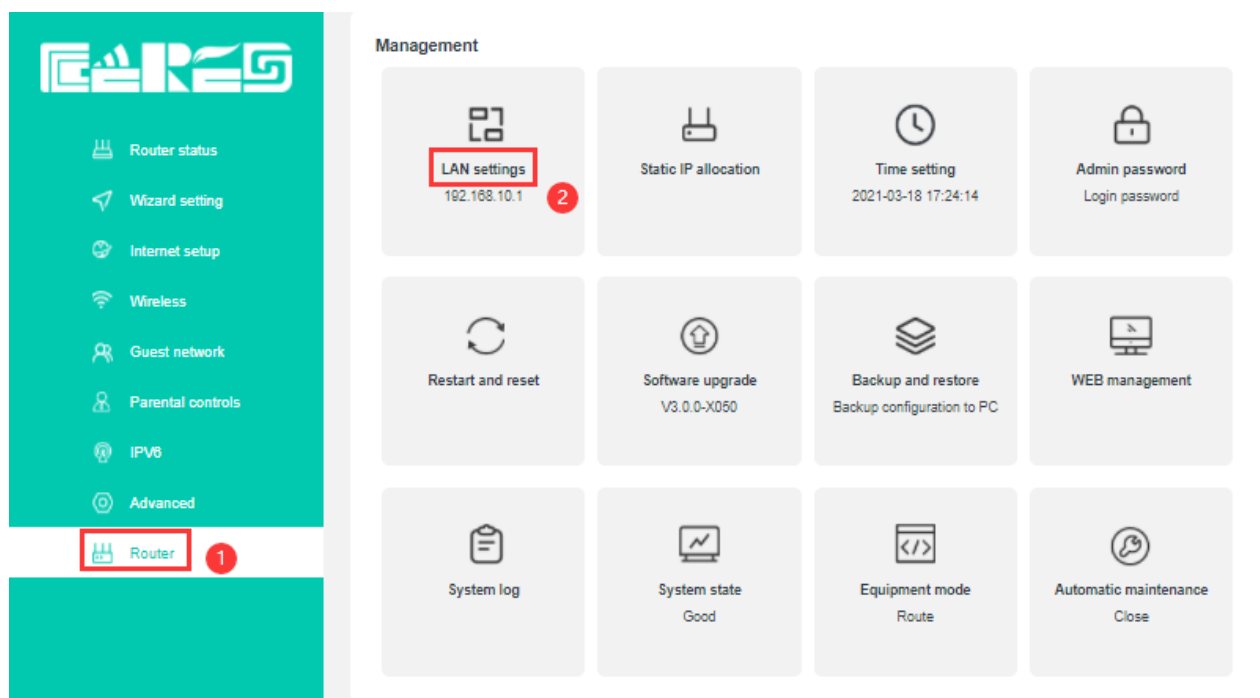 CARES
Router status
Wizard setting
Internet setup
Wireless
Guest network
Parental controls
IPV6
Advanced
Router
1
Management
LAN settings
192.168.10.1
2
Static IP allocation
Time setting
2021-03-18 17:24:14
Admin password
Login password
Restart and reset
Software upgrade
V3.0.0-X050
Backup and restore
Backup configuration to PC
WEB management
System log
System state
Good
Equipment mode
Route
Automatic maintenance
Close